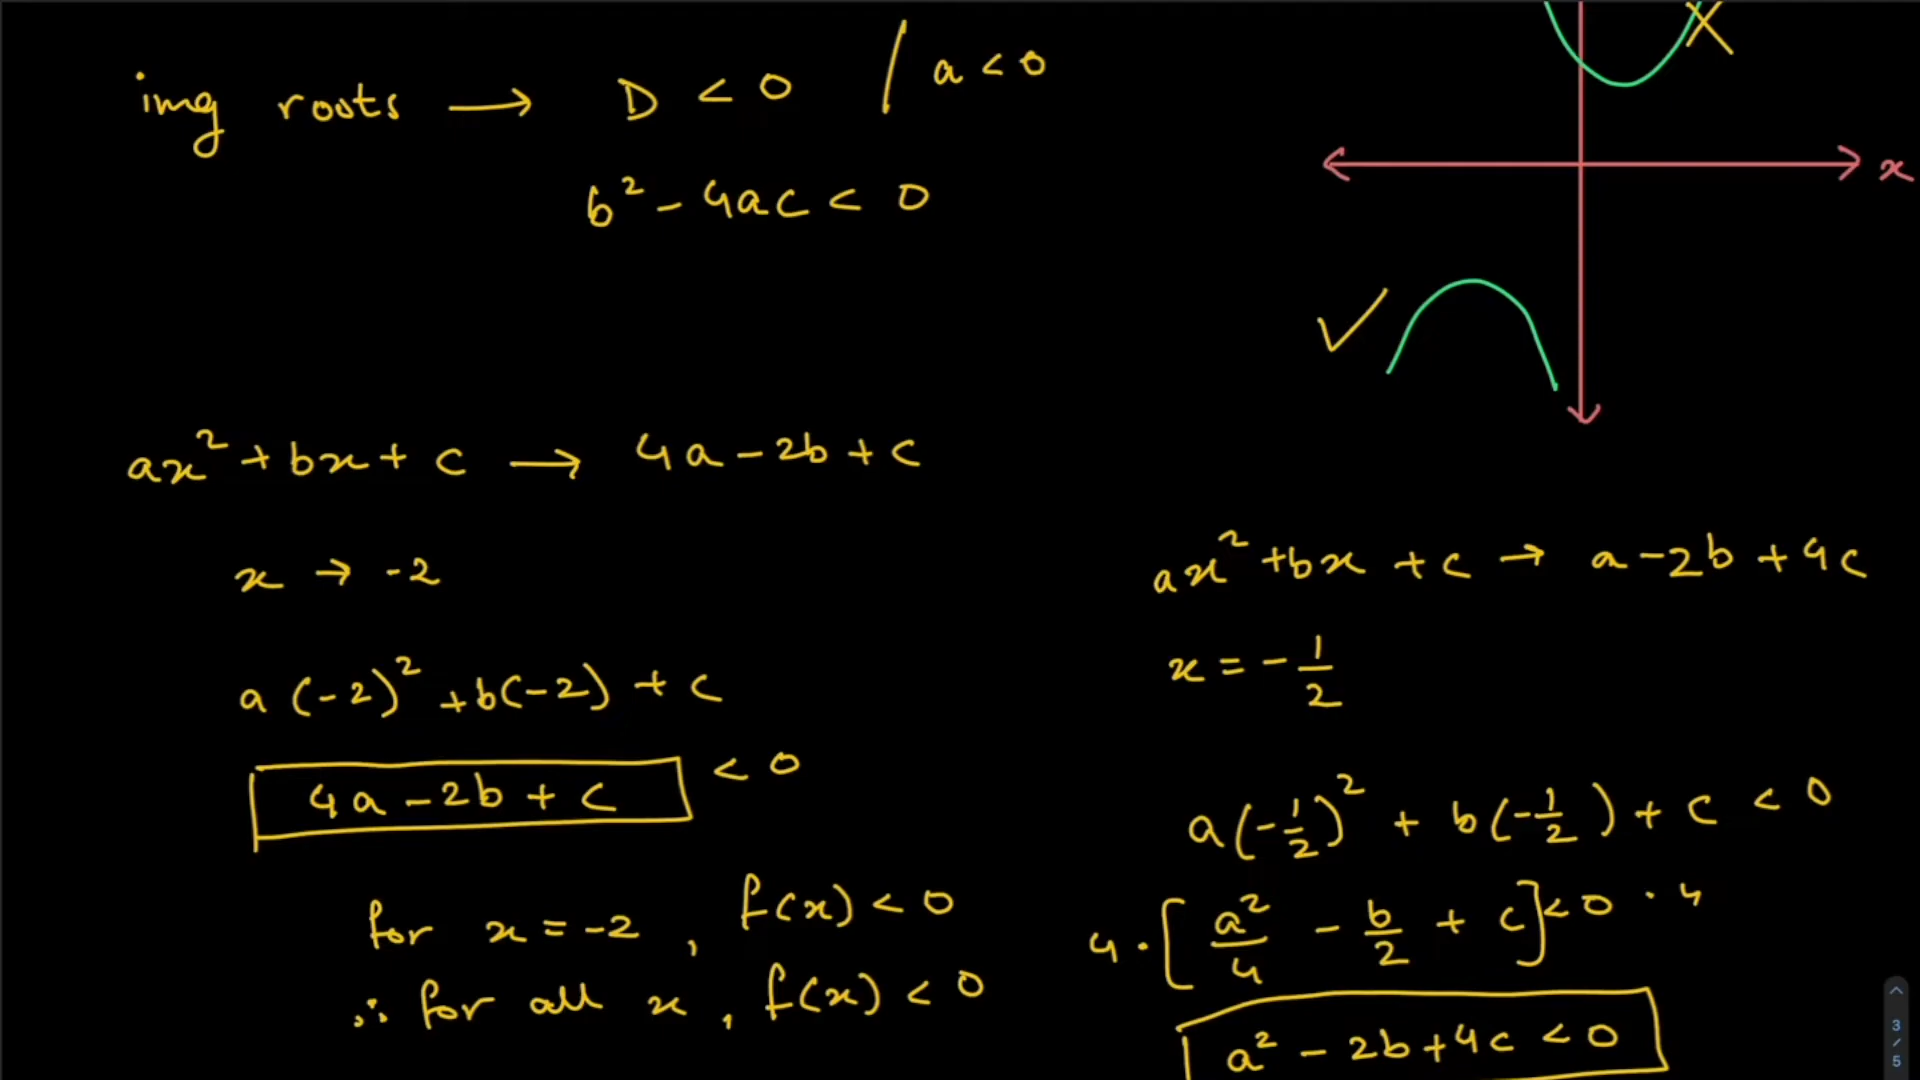 img roots → D < 0 / a < 0
b² - 4ac < 0
x
ax² + bx + c → 4a - 2b + c
x → -2
a(-2)² + b(-2) + c
4a - 2b + c < 0
for x = -2, f(x) < 0
∴ for all x, f(x) < 0
ax² + bx + c → a - 2b + 4c
x = -1/2
a(-1/2)² + b(-1/2) + c < 0
4 · [a²/4 - b/2 + c] < 0 · 4
a² - 2b + 4c < 0
3
/
5